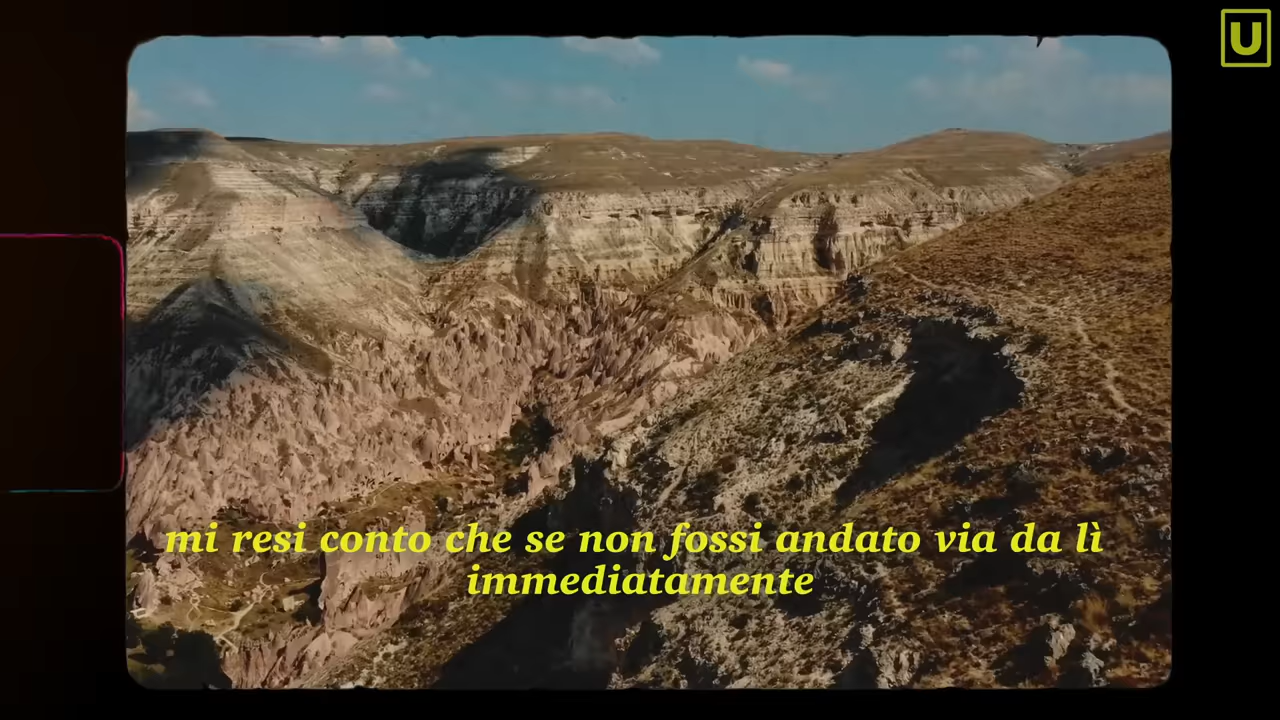 U
mi resi conto che se non fossi andato via da lì
immediatamente